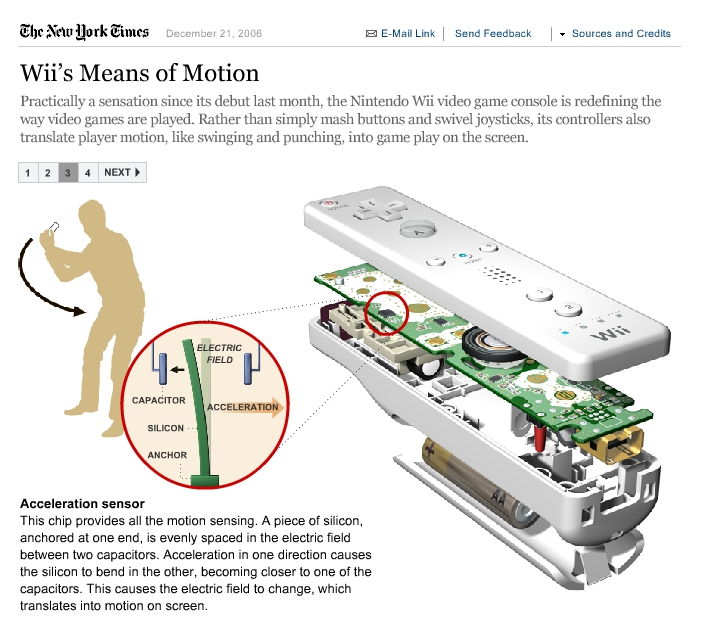 The New York Times
December 21, 2006
E-Mail Link
Send Feedback
Sources and Credits
Wii's Means of Motion
Practically a sensation since its debut last month, the Nintendo Wii video game console is redefining the
way video games are played. Rather than simply mash buttons and swivel joysticks, its controllers also
translate player motion, like swinging and punching, into game play on the screen.
1 2 3 4 NEXT
A
1
2
Wii
ELECTRIC
FIELD
CAPACITOR
ACCELERATION
SILICON
ANCHOR
+
AA
Acceleration sensor
This chip provides all the motion sensing. A piece of silicon,
anchored at one end, is evenly spaced in the electric field
between two capacitors. Acceleration in one direction causes
the silicon to bend in the other, becoming closer to one of the
capacitors. This causes the electric field to change, which
translates into motion on screen.